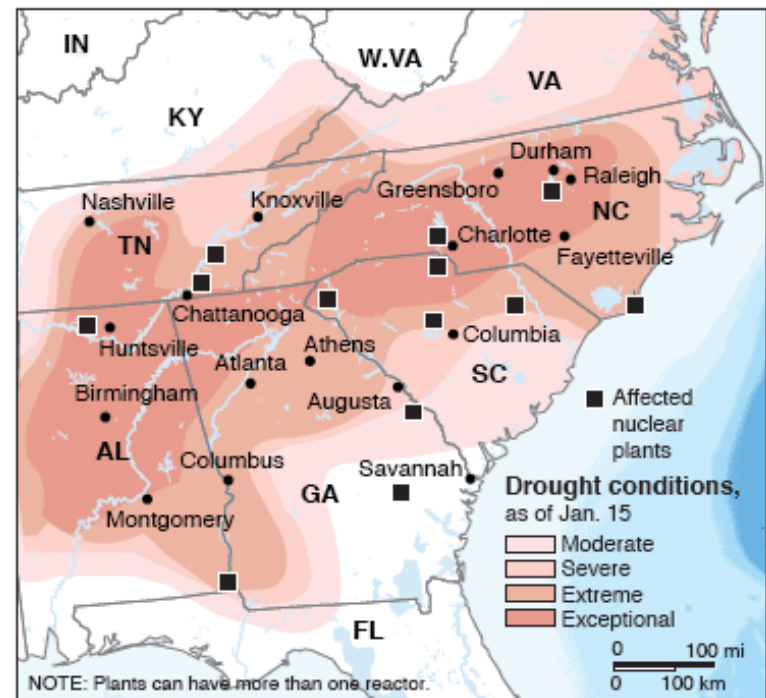 IN
W.VA
VA
KY
Durham
Greensboro
Raleigh
Nashville
Knoxville
NC
TN
Charlotte
Fayetteville
Chattanooga
Huntsville
Athens
Columbia
Atlanta
SC
Birmingham
Augusta
Affected
nuclear
plants
AL
Columbus
Savannah
GA
Drought conditions,
as of Jan. 15
Montgomery
Moderate
Severe
Extreme
Exceptional
FL
0 100 mi
0 100 km
NOTE: Plants can have more than one reactor.